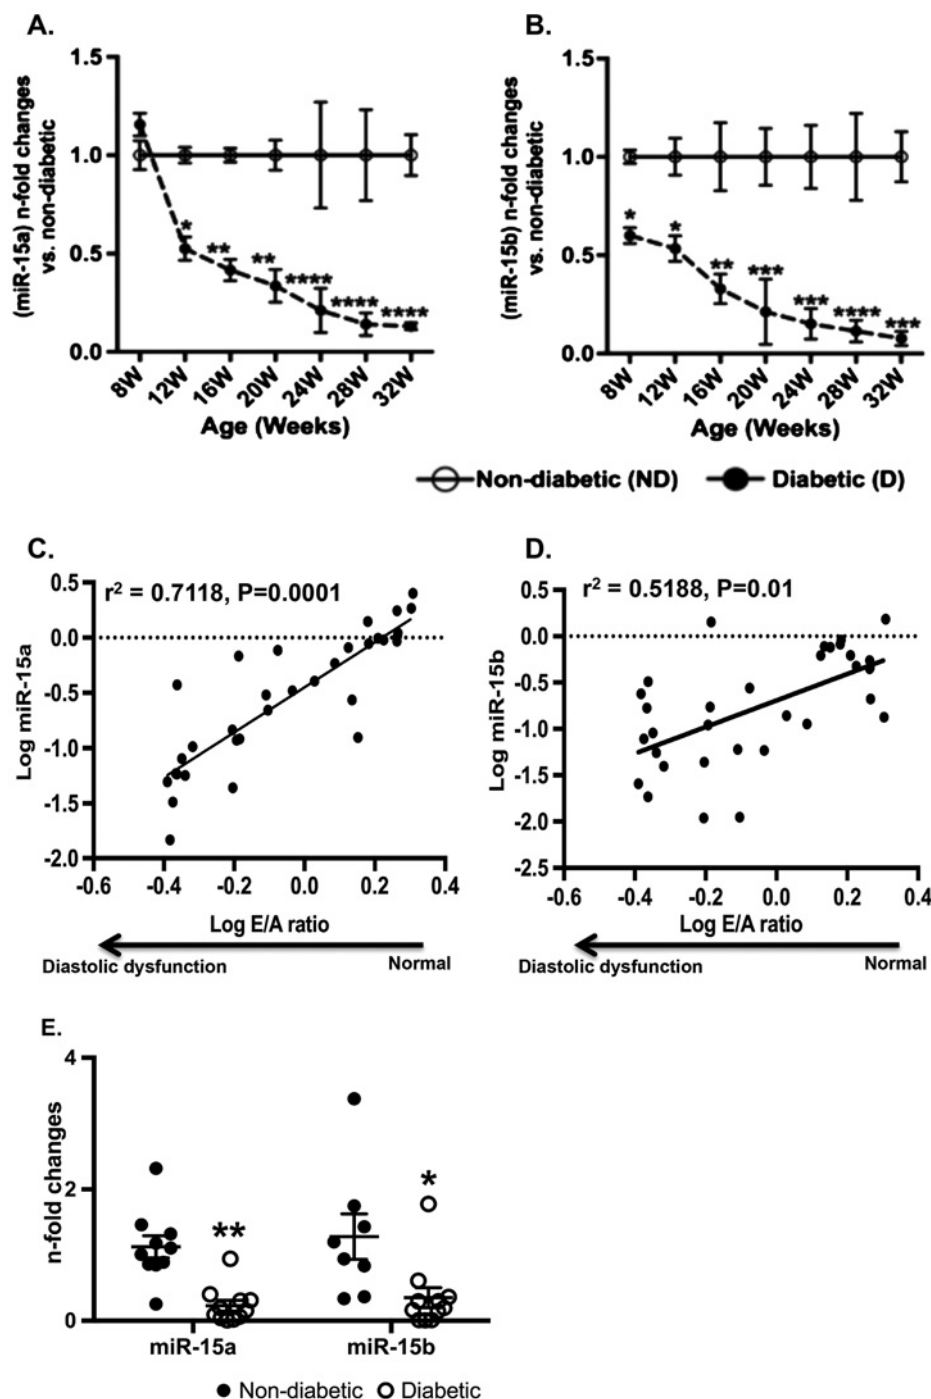 A.
(miR-15a) n-fold changes
vs. non-diabetic
1.5
1.0
0.5
0.0
*
**
**
****
****
****
8W 12W 16W 20W 24W 28W 32W
Age (Weeks)
B.
(miR-15b) n-fold changes
vs. non-diabetic
1.5
1.0
0.5
0.0
*
*
**
***
***
****
***
8W 12W 16W 20W 24W 28W 32W
Age (Weeks)
Non-diabetic (ND) Diabetic (D)
C.
r² = 0.7118, P=0.0001
Log miR-15a
0.5
0.0
-0.5
-1.0
-1.5
-2.0
-0.6 -0.4 -0.2 0.0 0.2 0.4
Log E/A ratio
Diastolic dysfunction Normal
D.
r² = 0.5188, P=0.01
Log miR-15b
0.5
0.0
-0.5
-1.0
-1.5
-2.0
-2.5
-0.6 -0.4 -0.2 0.0 0.2 0.4
Log E/A ratio
Diastolic dysfunction Normal
E.
n-fold changes
4
2
0
**
*
miR-15a miR-15b
Non-diabetic Diabetic